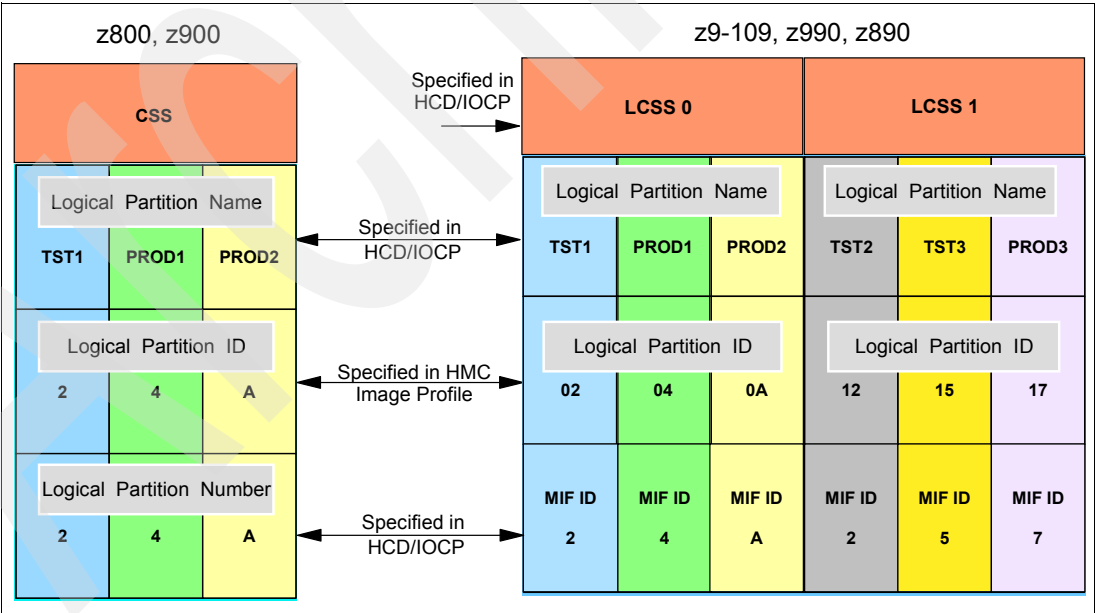 z800, z900
z9-109, z990, z890
Specified in
HCD/IOCP
CSS
LCSS 0
LCSS 1
Logical Partition Name
Logical Partition Name
Logical Partition Name
Specified in
HCD/IOCP
TST1
PROD1
PROD2
TST1
PROD1
PROD2
TST2
TST3
PROD3
Logical Partition ID
Logical Partition ID
Logical Partition ID
Specified in HMC
Image Profile
2
4
A
02
04
0A
12
15
17
Logical Partition Number
MIF ID
MIF ID
MIF ID
MIF ID
MIF ID
MIF ID
Specified in
HCD/IOCP
2
4
A
2
4
A
2
5
7